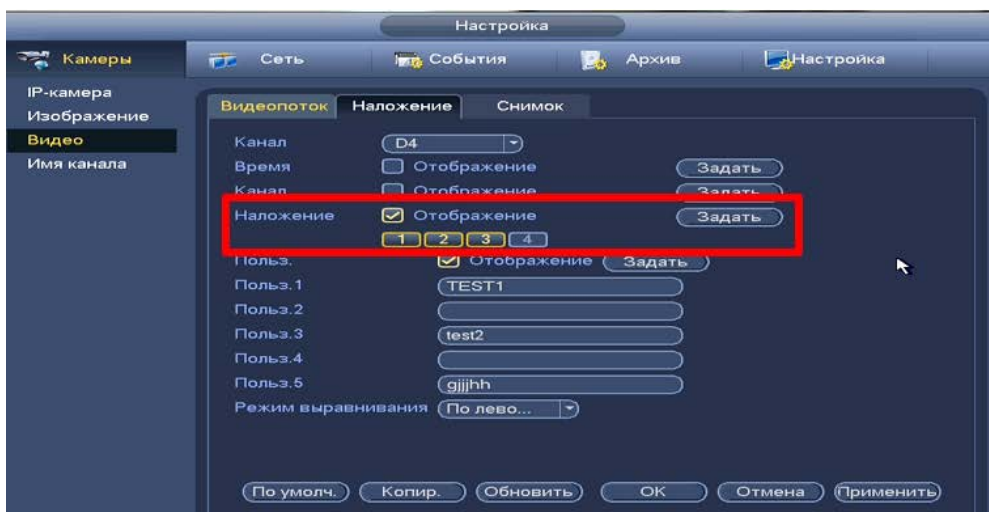 Настройка
Камеры Сеть События Архив Настройка
IP-камера
Изображение
Видео
Имя канала
Видеопоток Наложение Снимок
Канал D4
Время Отображение Задать
Канал Отображение Задать
Наложение Отображение Задать
1 2 3 4
Польз. Отображение Задать
Польз.1 TEST1
Польз.2
Польз.3 test2
Польз.4
Польз.5 gjjjhh
Режим выравнивания По лево...
По умолч. Копир. Обновить ОК Отмена Применить